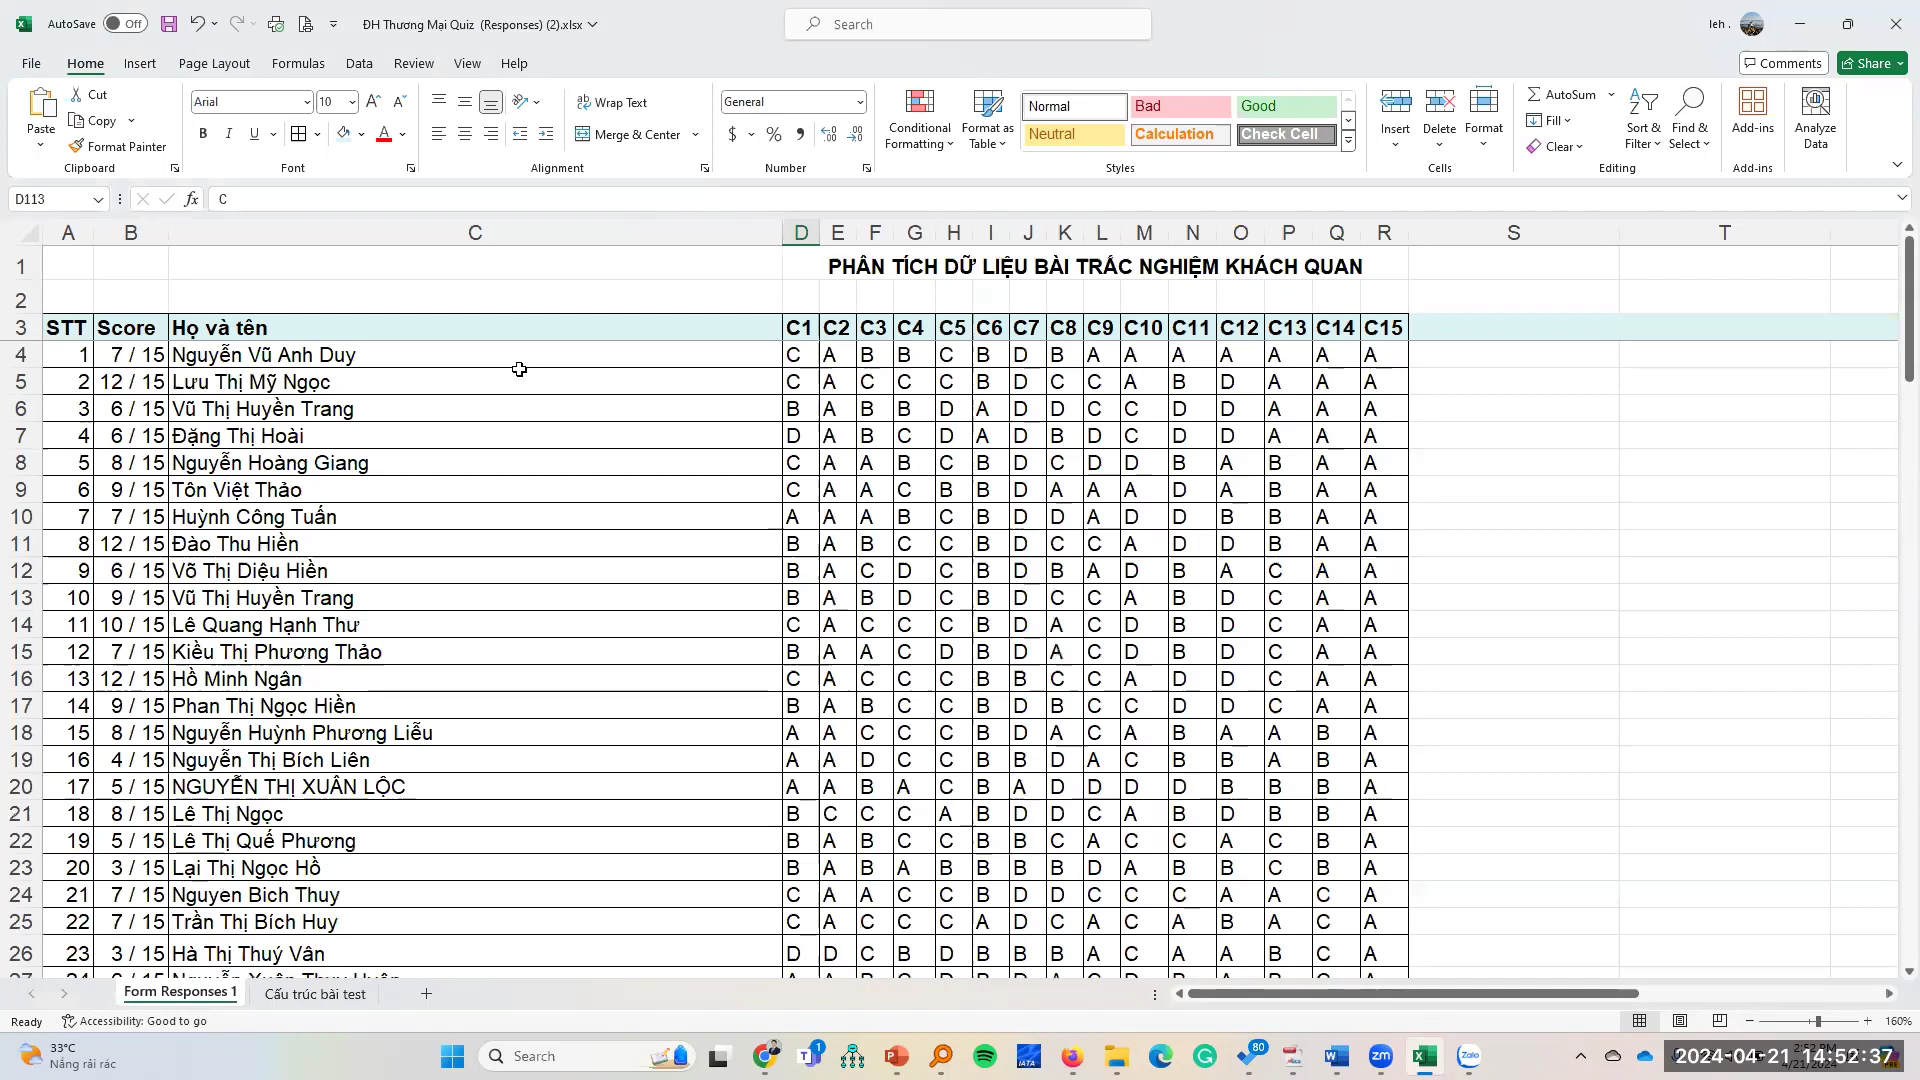 AutoSave Off ĐH Thương Mại Quiz (Responses) (2).xlsx Search leh .
File Home Insert Page Layout Formulas Data Review View Help Comments Share
Paste Cut Copy Format Painter Clipboard
Arial 10 B I U Font
Wrap Text Merge & Center Alignment
General $ % Number
Conditional Formatting Format as Table Normal Bad Good Neutral Calculation Check Cell Styles
Insert Delete Format Cells
AutoSum Fill Clear Sort & Filter Find & Select Editing
Add-ins Add-ins Analyze Data
D113 fx C
A B C D E F G H I J K L M N O P Q R S T
1 PHÂN TÍCH DỮ LIỆU BÀI TRẮC NGHIỆM KHÁCH QUAN
2
3 STT Score Họ và tên C1 C2 C3 C4 C5 C6 C7 C8 C9 C10 C11 C12 C13 C14 C15
4 1 7 / 15 Nguyễn Vũ Anh Duy C A B B C B D B A A A A A A A
5 2 12 / 15 Lưu Thị Mỹ Ngọc C A C C C B D C C A B D A A A
6 3 6 / 15 Vũ Thị Huyền Trang B A B B D A D D C C D D A A A
7 4 6 / 15 Đặng Thị Hoài D A B C D A D B D C D D A A A
8 5 8 / 15 Nguyễn Hoàng Giang C A A B C B D C D D B A B A A
9 6 9 / 15 Tôn Việt Thảo C A A C B B D A A A D A B A A
10 7 7 / 15 Huỳnh Công Tuấn A A A B C B D D A D D B B A A
11 8 12 / 15 Đào Thu Hiền B A B C C B D C C A D D B A A
12 9 6 / 15 Võ Thị Diệu Hiền B A C D C B D B A D B A C A A
13 10 9 / 15 Vũ Thị Huyền Trang B A B D C B D C C A B D C A A
14 11 10 / 15 Lê Quang Hạnh Thư C A C C C B D A C D B D C A A
15 12 7 / 15 Kiều Thị Phương Thảo B A A C D B D A C D B D C A A
16 13 12 / 15 Hồ Minh Ngân C A C C C B B C C A D D C A A
17 14 9 / 15 Phan Thị Ngọc Hiền B A B C C B D B C C D D C A A
18 15 8 / 15 Nguyễn Huỳnh Phương Liễu A A C C C B D A C A B A A B A
19 16 4 / 15 Nguyễn Thị Bích Liên A A D C C B B D A C B B A B A
20 17 5 / 15 NGUYỄN THỊ XUÂN LỘC A A B A C B A D D D D B B B A
21 18 8 / 15 Lê Thị Ngọc B C C C A B D D C A B D B B A
22 19 5 / 15 Lê Thị Quế Phương B A B C C B B C A C C A C B A
23 20 3 / 15 Lại Thị Ngọc Hồ B A B A B B B B D A B B C B A
24 21 7 / 15 Nguyen Bich Thuy C A A C C B D D C C C A A C A
25 22 7 / 15 Trần Thị Bích Huy C A C C C A D C A C A B A C A
26 23 3 / 15 Hà Thị Thuý Vân D D C B D B B B A C A A B C A
Form Responses 1 Cấu trúc bài test
Ready Accessibility: Good to go 160%
33°C
Nắng rải rác
Search 1 IATA 80 zm Zalo
2024-04-21 14:52:37